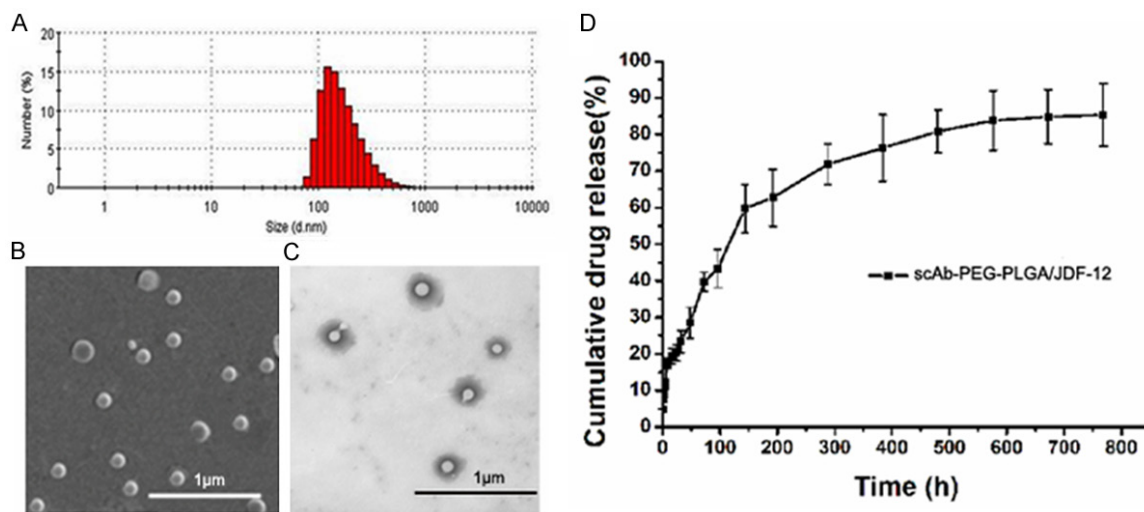 A
20
15
10
5
0
Number (%)
1 10 100 1000 10000
Size (d.nm)
B
1μm
C
1μm
D
100
90
80
70
60
50
40
30
20
10
0
Cumulative drug release(%)
scAb-PEG-PLGA/JDF-12
0 100 200 300 400 500 600 700 800
Time (h)